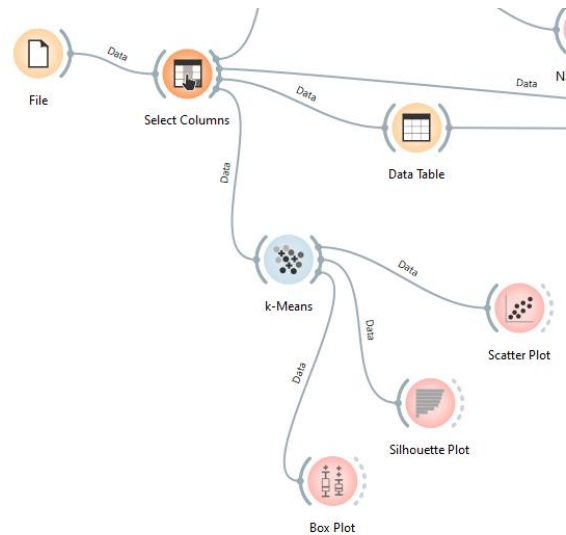 Data
File
Select Columns
Data
Data
Data
Data Table
Data
k-Means
Data
Data
Data
Scatter Plot
Silhouette Plot
Box Plot